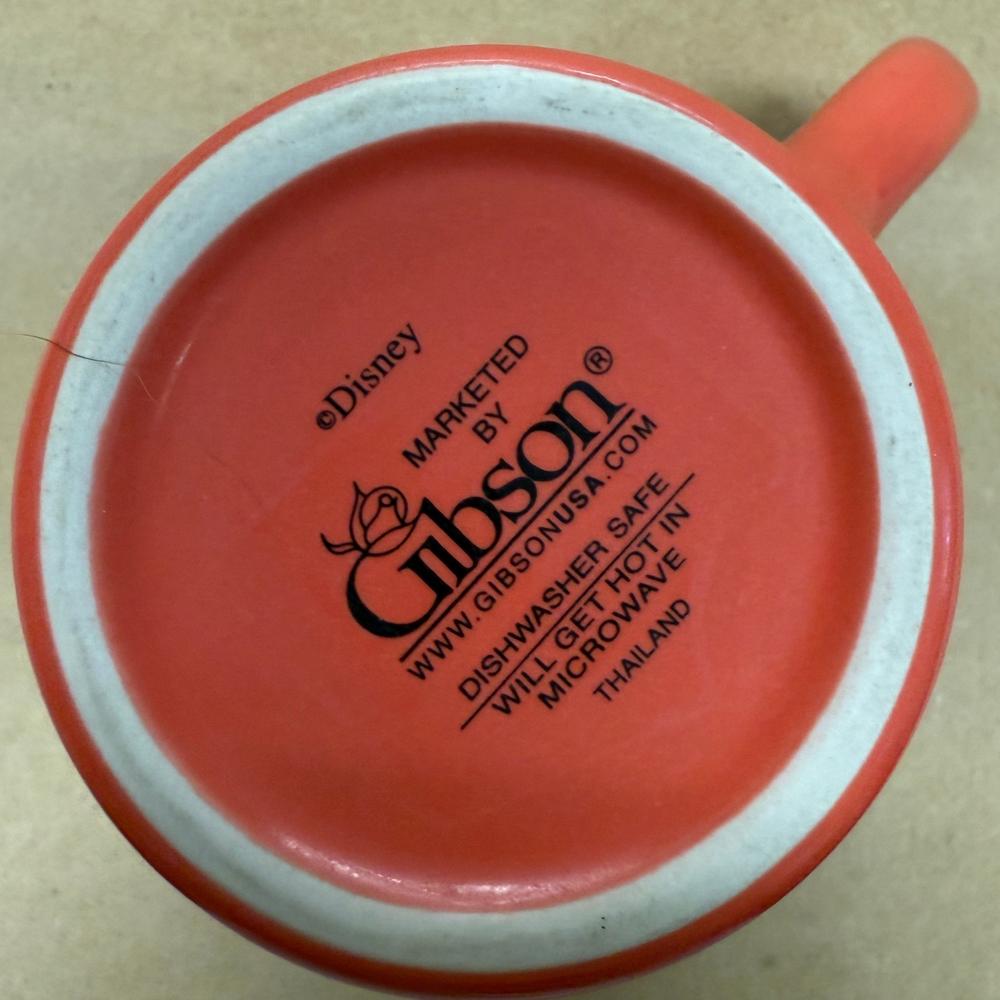 ©Disney
MARKETED
BY
Gibson®
WWW.GIBSONUSA.COM
DISHWASHER SAFE
WILL GET HOT IN
MICROWAVE
THAILAND